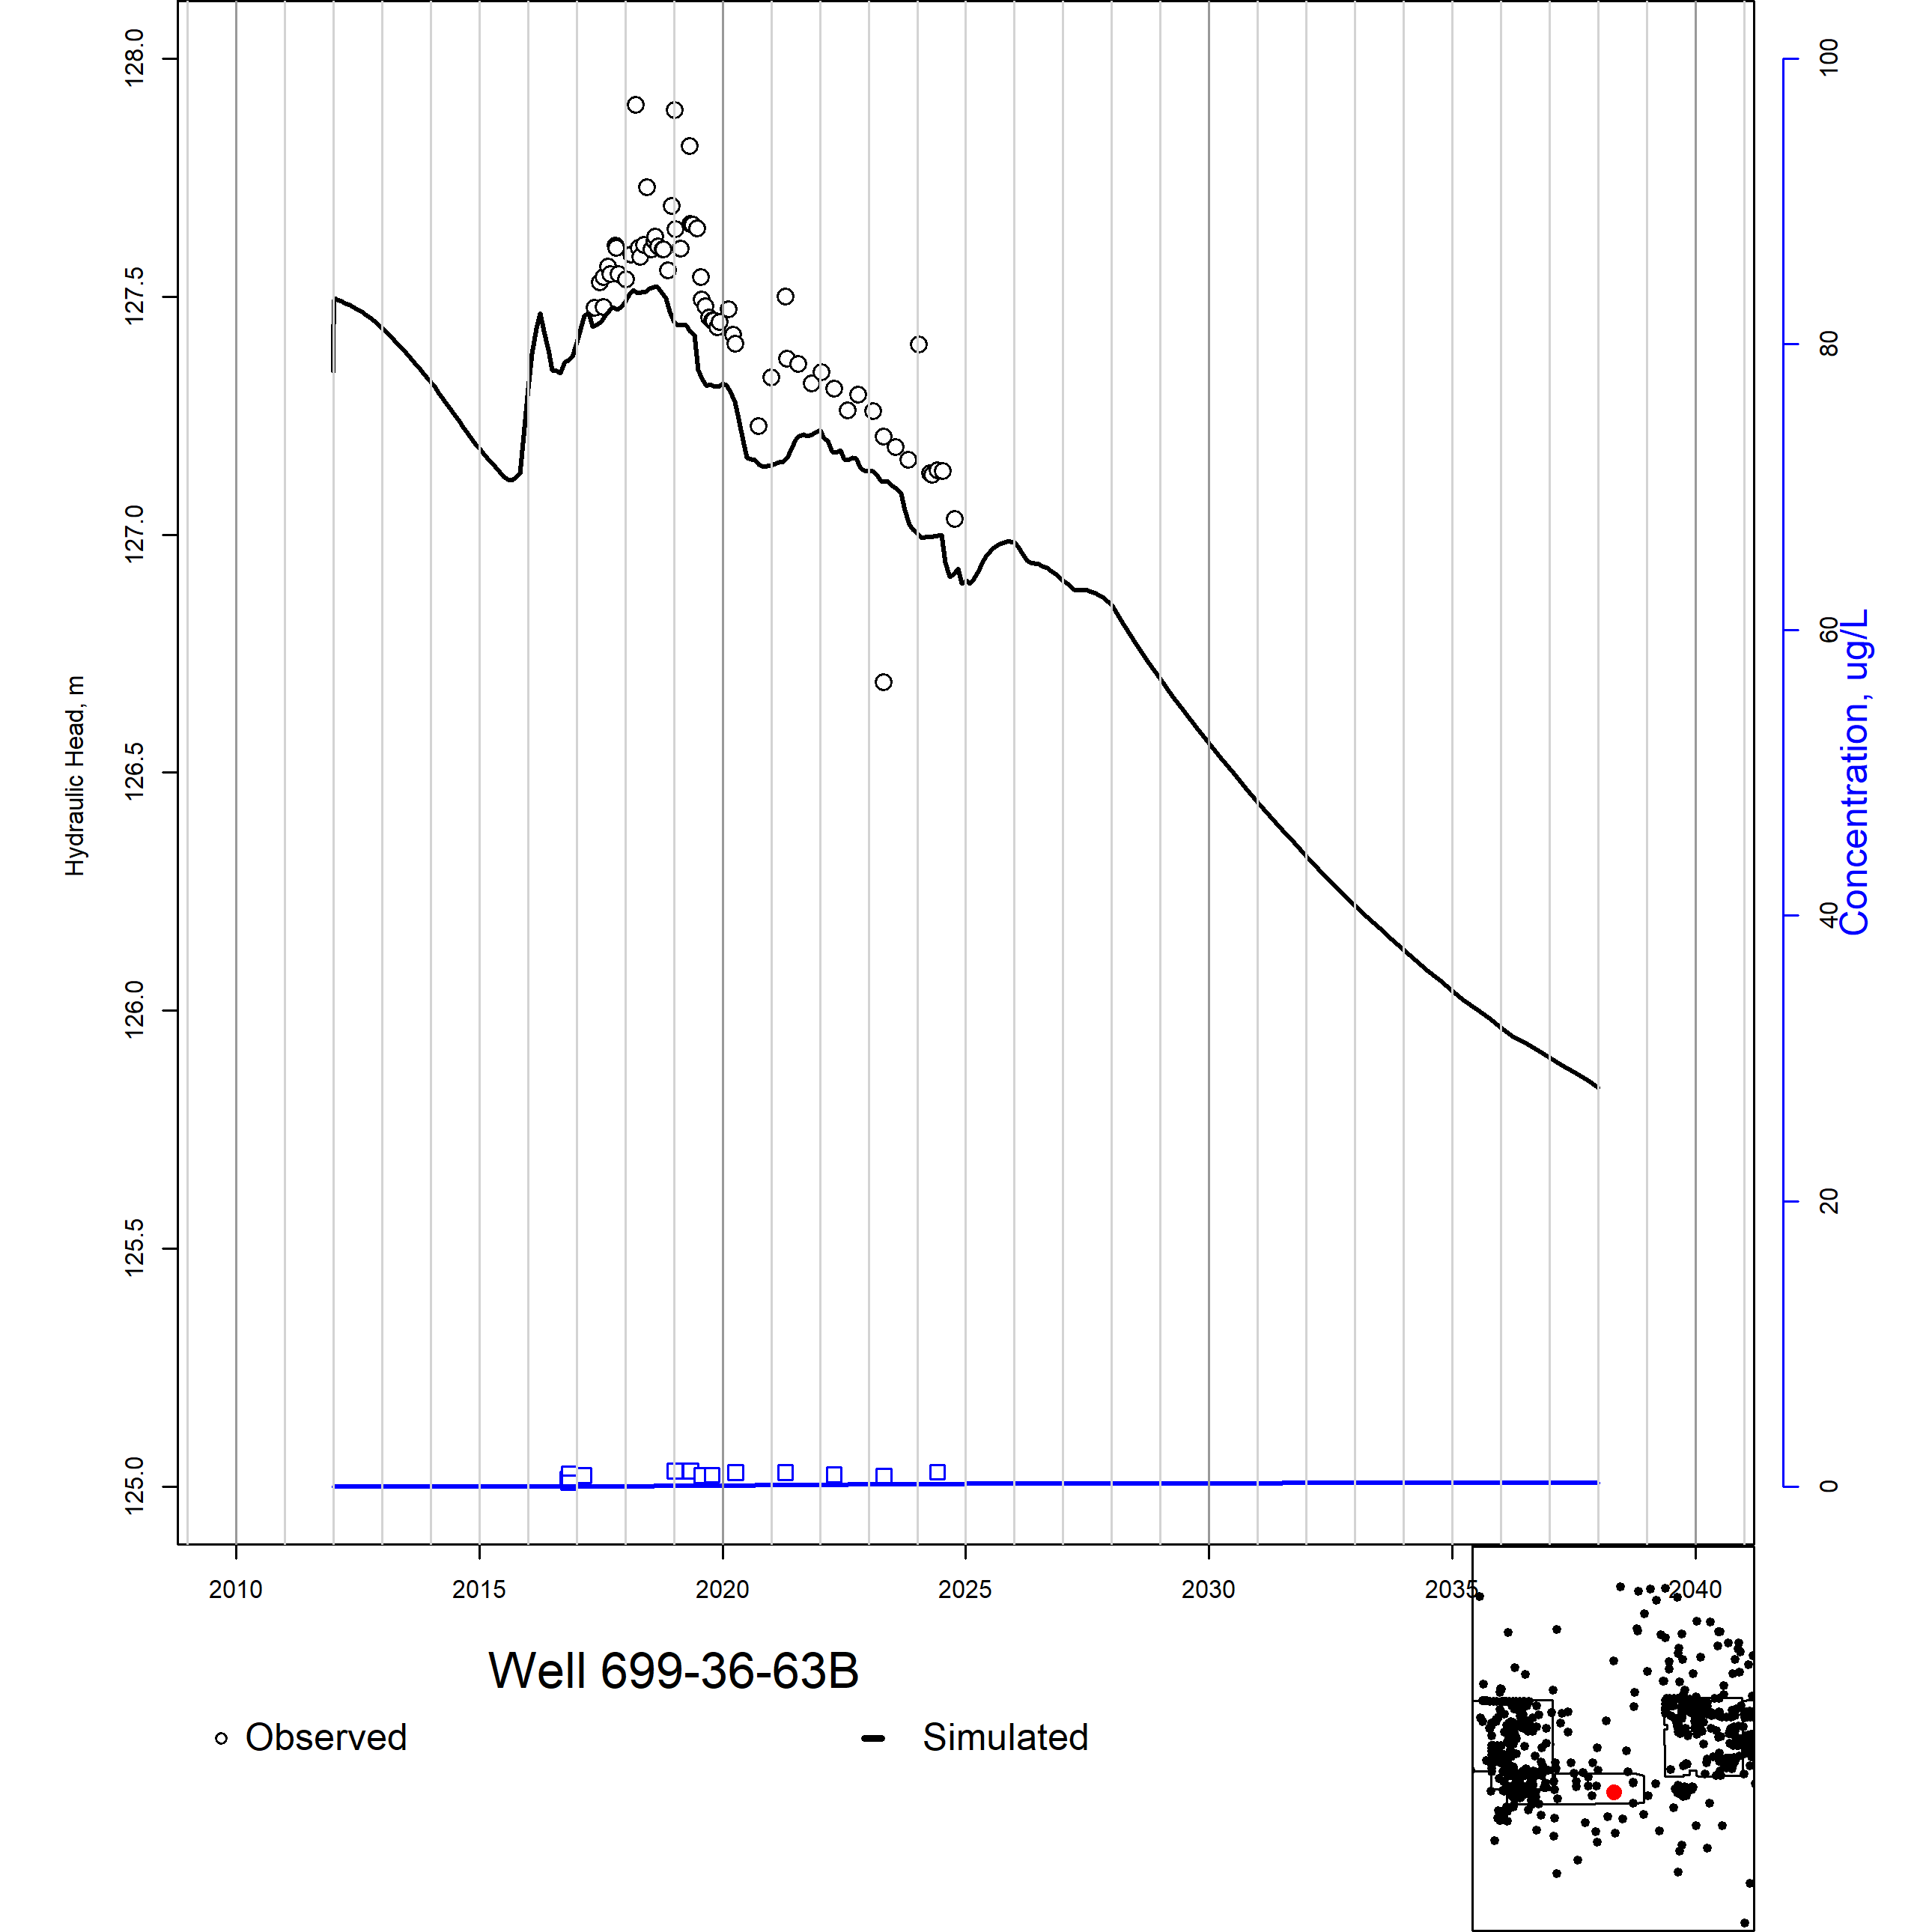 128.0
127.5
127.0
126.5
126.0
125.5
125.0
Hydraulic Head, m
100
80
60
40
20
0
Concentration, ug/L
2010 2015 2020 2025 2030 2035 2040
Well 699-36-63B
Observed Simulated